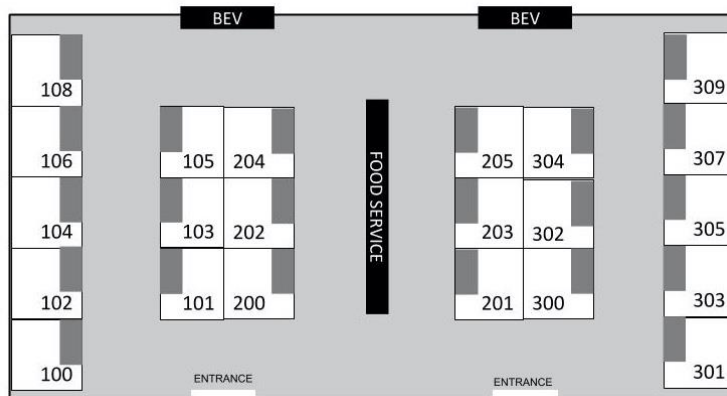 BEV BEV
108 309
106 105 204 205 304 307
FOOD SERVICE
104 103 202 203 302 305
102 101 200 201 300 303
100 301
ENTRANCE ENTRANCE